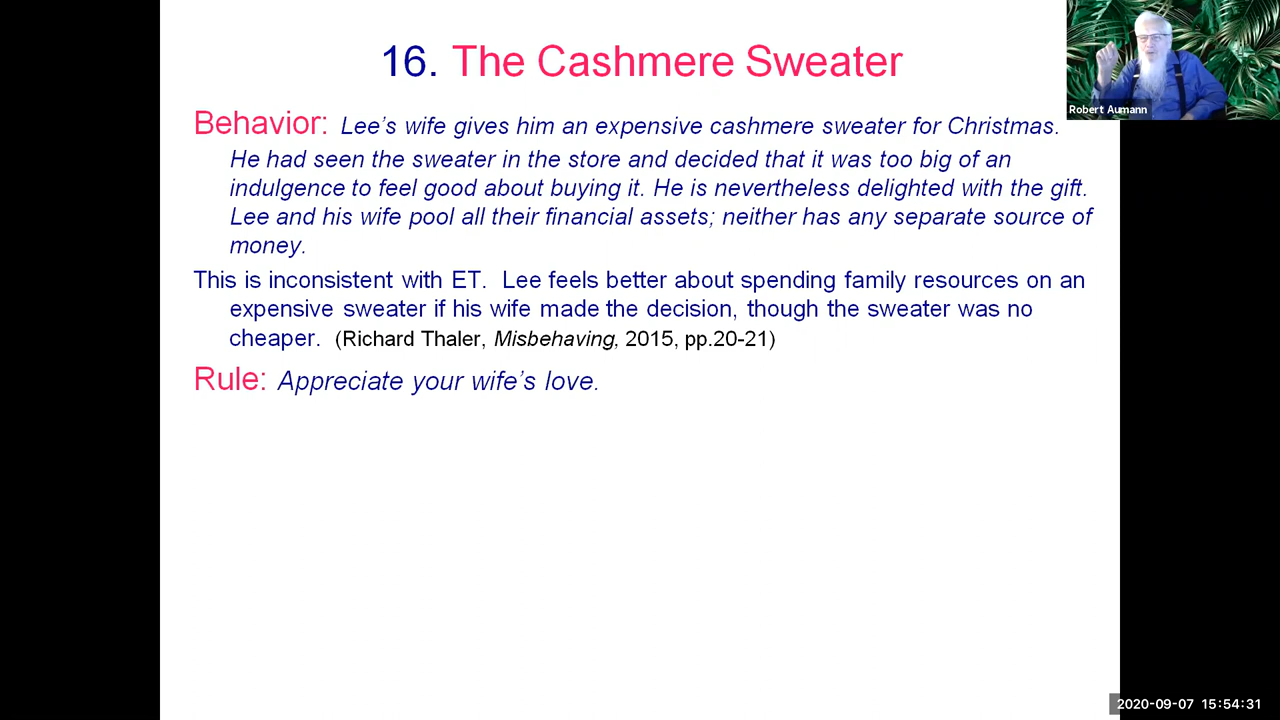 16. The Cashmere Sweater
Robert Aumann
Behavior: Lee's wife gives him an expensive cashmere sweater for Christmas.
He had seen the sweater in the store and decided that it was too big of an
indulgence to feel good about buying it. He is nevertheless delighted with the gift.
Lee and his wife pool all their financial assets; neither has any separate source of
money.
This is inconsistent with ET. Lee feels better about spending family resources on an
expensive sweater if his wife made the decision, though the sweater was no
cheaper. (Richard Thaler, Misbehaving, 2015, pp.20-21)
Rule: Appreciate your wife's love.
2020-09-07 15:54:31